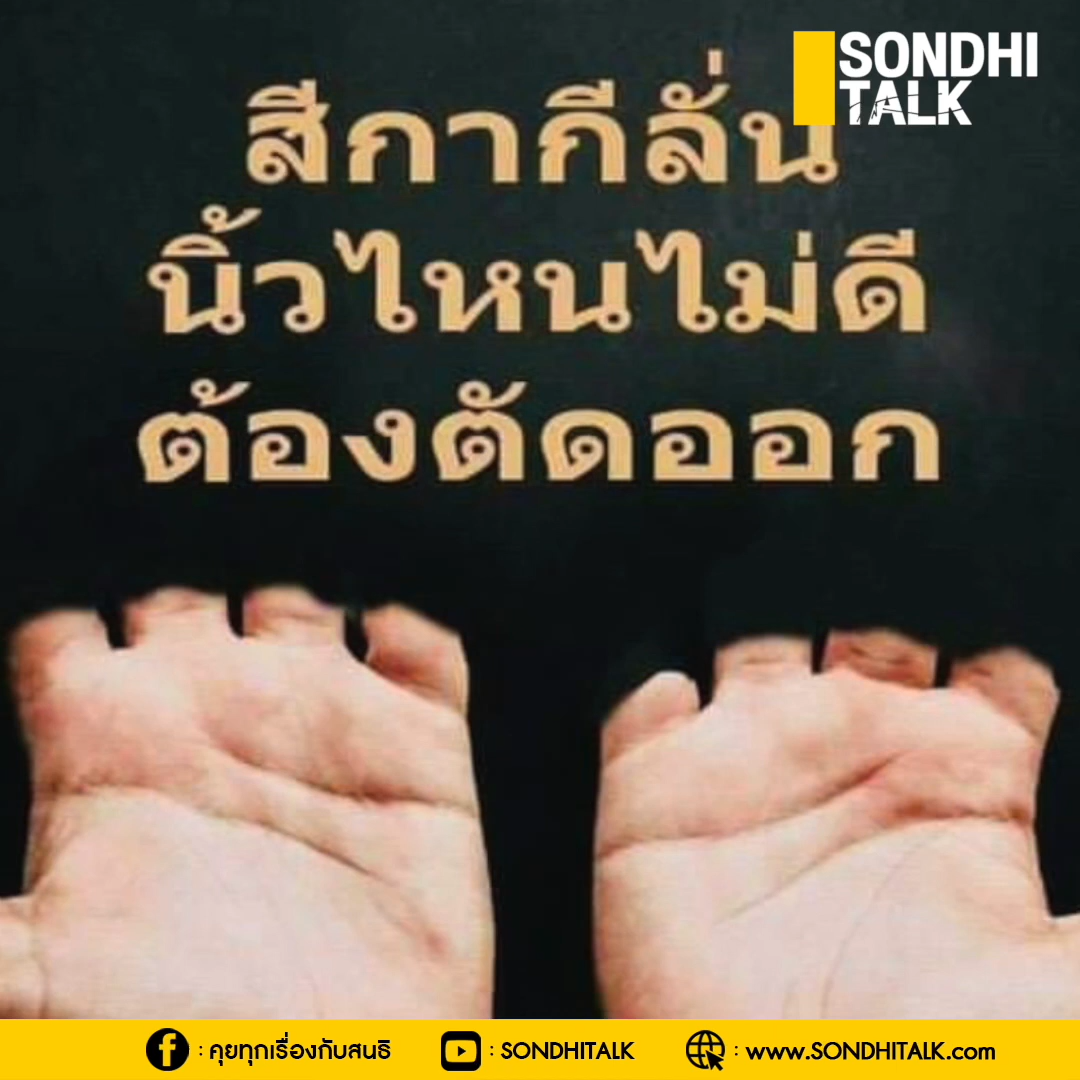 SONDHI
TALK
สีกากีลั่น
นิ้วไหนไม่ดี
ต้องตัดออก
: คุยทุกเรื่องกับสนธิ
: SONDHITALK
: www.SONDHITALK.com